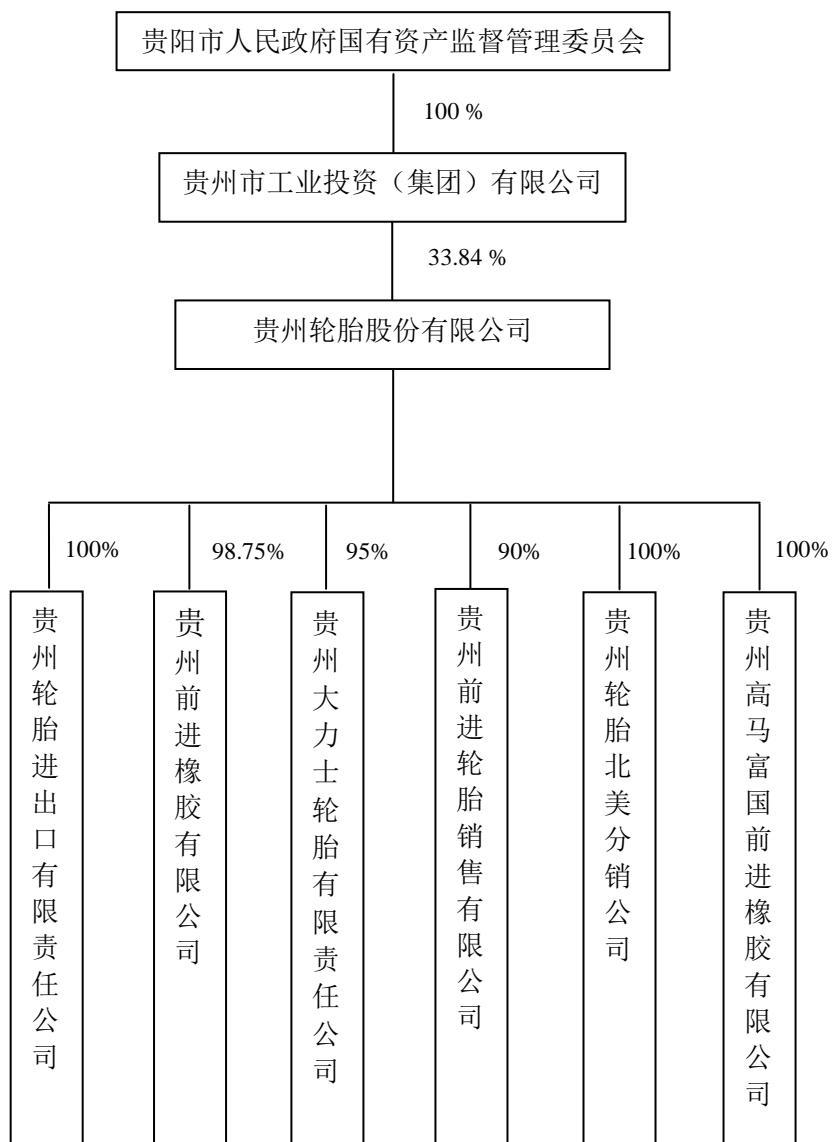 贵阳市人民政府国有资产监督管理委员会
100 %
贵州市工业投资（集团）有限公司
33.84 %
贵州轮胎股份有限公司
100%
98.75%
95%
90%
100%
100%
贵州轮胎进出口有限责任公司
贵州前进橡胶有限公司
贵州大力士轮胎有限责任公司
贵州前进轮胎销售有限公司
贵州轮胎北美分销公司
贵州高马富国前进橡胶有限公司